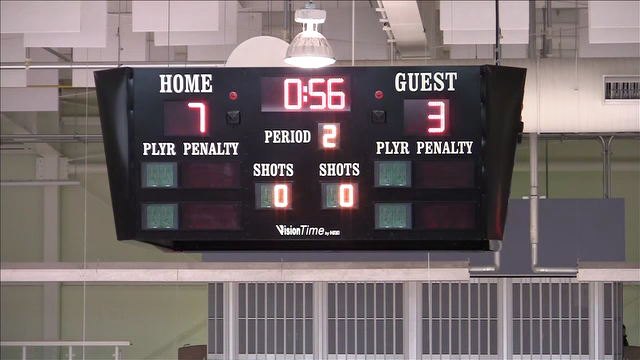 HOME 0:56 GUEST
7 3
PERIOD 2
PLYR PENALTY PLYR PENALTY
SHOTS SHOTS
0 0
VisionTime